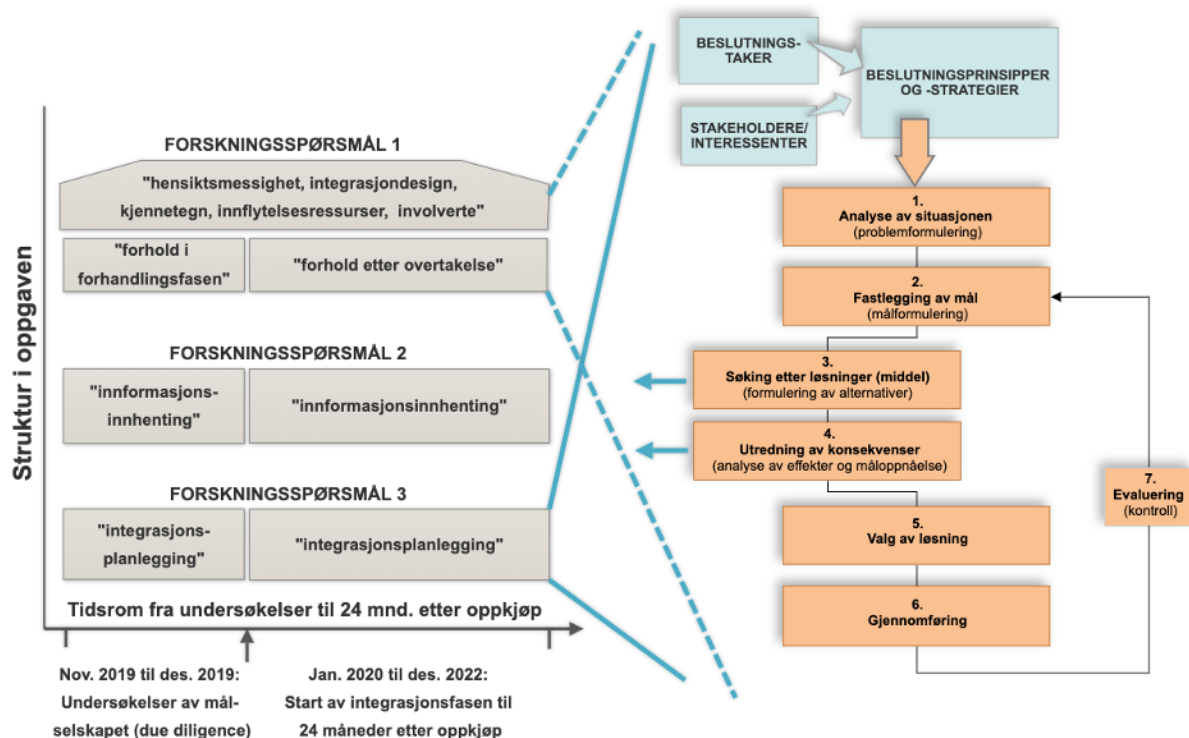 Struktur i oppgaven
FORSKNINGSSPØRSMÅL 1
"hensiktsmessighet, integrasjondesign,
kjennetegn, innflytelsesressurser, involverte"
"forhold i
forhandlingsfasen"
"forhold etter overtakelse"
FORSKNINGSSPØRSMÅL 2
"innformasjons-
innhenting"
"innformasjonsinnhenting"
FORSKNINGSSPØRSMÅL 3
"integrasjons-
planlegging"
"integrasjonsplanlegging"
Tidsrom fra undersøkelser til 24 mnd. etter oppkjøp
Nov. 2019 til des. 2019:
Undersøkelser av mål-
selskapet (due diligence)
Jan. 2020 til des. 2022:
Start av integrasjonsfasen til
24 måneder etter oppkjøp
BESLUTNINGS-
TAKER
STAKEHOLDERE/
INTERESSENTER
BESLUTNINGSPRINSIPPER
OG -STRATEGIER
1.
Analyse av situasjonen
(problemformulering)
2.
Fastlegging av mål
(målformulering)
3.
Søking etter løsninger (middel)
(formulering av alternativer)
4.
Utredning av konsekvenser
(analyse av effekter og måloppnåelse)
5.
Valg av løsning
6.
Gjennomføring
7.
Evaluering
(kontroll)